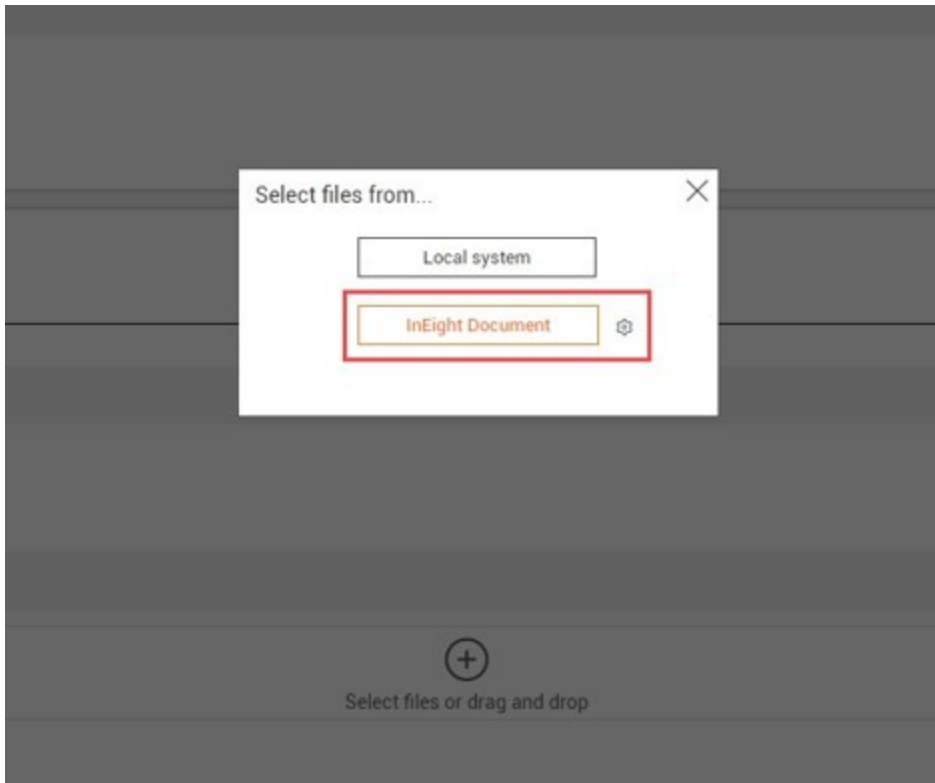 Select files from...
Local system
InEight Document
Select files or drag and drop